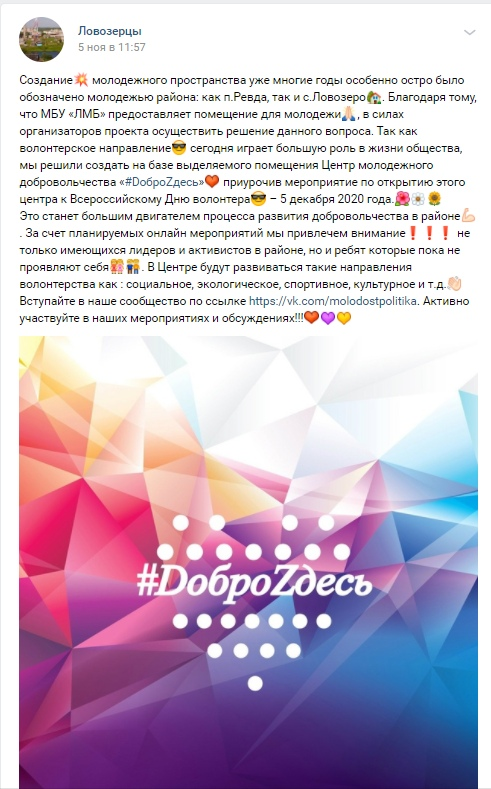 Ловозерцы
5 ноя в 11:57
Создание💥 молодежного пространства уже многие годы особенно остро было
обозначено молодежью района: как п.Ревда, так и с.Ловозеро🏡. Благодаря тому,
что МБУ «ЛМБ» предоставляет помещение для молодежи🙏🏻, в силах
организаторов проекта осуществить решение данного вопроса. Так как
волонтерское направление😎 сегодня играет большую роль в жизни общества,
мы решили создать на базе выделяемого помещения Центр молодежного
добровольчества «#DоброZдесь»❤ приурочив мероприятие по открытию этого
центра к Всероссийскому Дню волонтера😎 – 5 декабря 2020 года.🌺🌼🌻
Это станет большим двигателем процесса развития добровольчества в районе💪🏻
. За счет планируемых онлайн мероприятий мы привлечем внимание❗❗❗ не
только имеющихся лидеров и активистов в районе, но и ребят которые пока не
проявляют себя👭👫. В Центре будут развиваться такие направления
волонтерства как : социальное, экологическое, спортивное, культурное и т.д.👏🏻
Вступайте в наше сообщество по ссылке https://vk.com/molodostpolitika. Активно
участвуйте в наших мероприятиях и обсуждениях!!!❤💜💛
#DоброZдесь